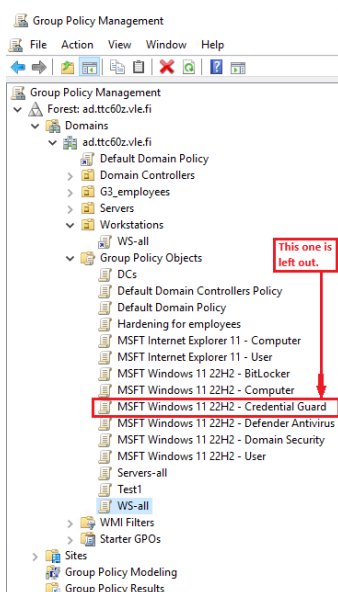 Group Policy Management
File Action View Window Help
Group Policy Management
Forest: ad.ttc60z.vle.fi
Domains
ad.ttc60z.vle.fi
Default Domain Policy
Domain Controllers
G3_employees
Servers
Workstations
WS-all
This one is
left out.
Group Policy Objects
DCs
Default Domain Controllers Policy
Default Domain Policy
Hardening for employees
MSFT Internet Explorer 11 - Computer
MSFT Internet Explorer 11 - User
MSFT Windows 11 22H2 - BitLocker
MSFT Windows 11 22H2 - Computer
MSFT Windows 11 22H2 - Credential Guard
MSFT Windows 11 22H2 - Defender Antivirus
MSFT Windows 11 22H2 - Domain Security
MSFT Windows 11 22H2 - User
Servers-all
Test1
WS-all
WMI Filters
Starter GPOs
Sites
Group Policy Modeling
Group Policy Results